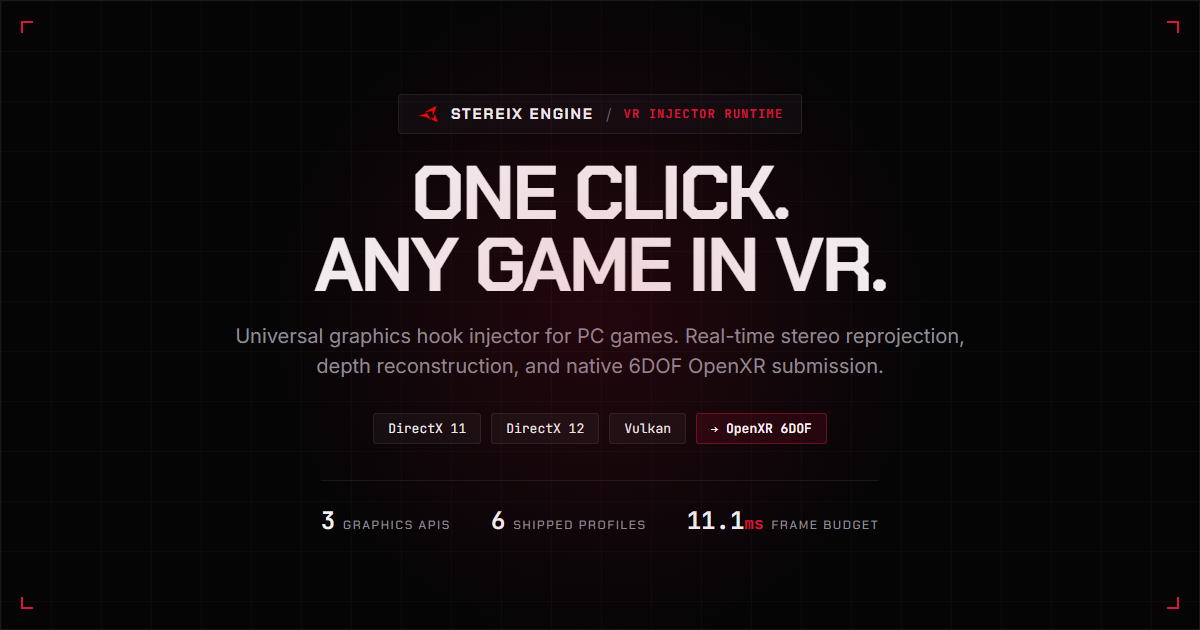 STEREIX ENGINE / VR INJECTOR RUNTIME
ONE CLICK.
ANY GAME IN VR.
Universal graphics hook injector for PC games. Real-time stereo reprojection,
depth reconstruction, and native 6DOF OpenXR submission.
DirectX 11 DirectX 12 Vulkan → OpenXR 6DOF
3 GRAPHICS APIS 6 SHIPPED PROFILES 11.1ms FRAME BUDGET